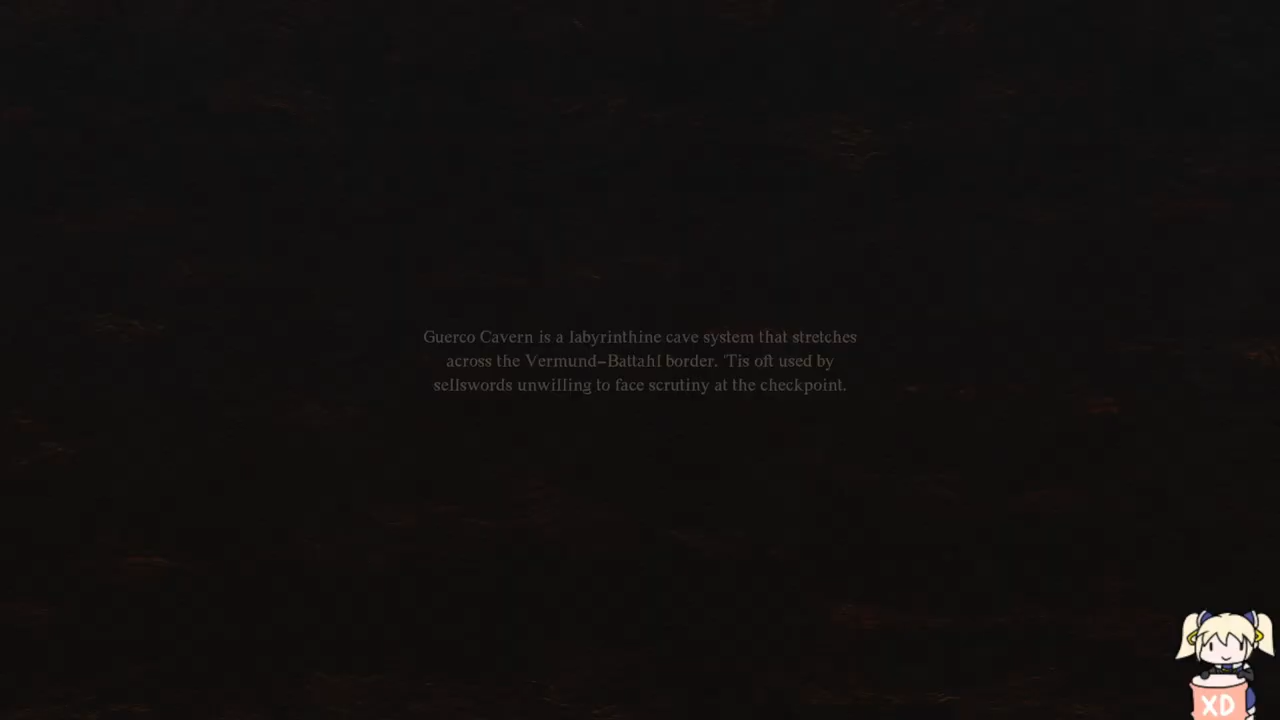 Guerco Cavern is a labyrinthine cave system that stretches
across the Vermund–Battahl border. 'Tis oft used by
sellswords unwilling to face scrutiny at the checkpoint.
XD